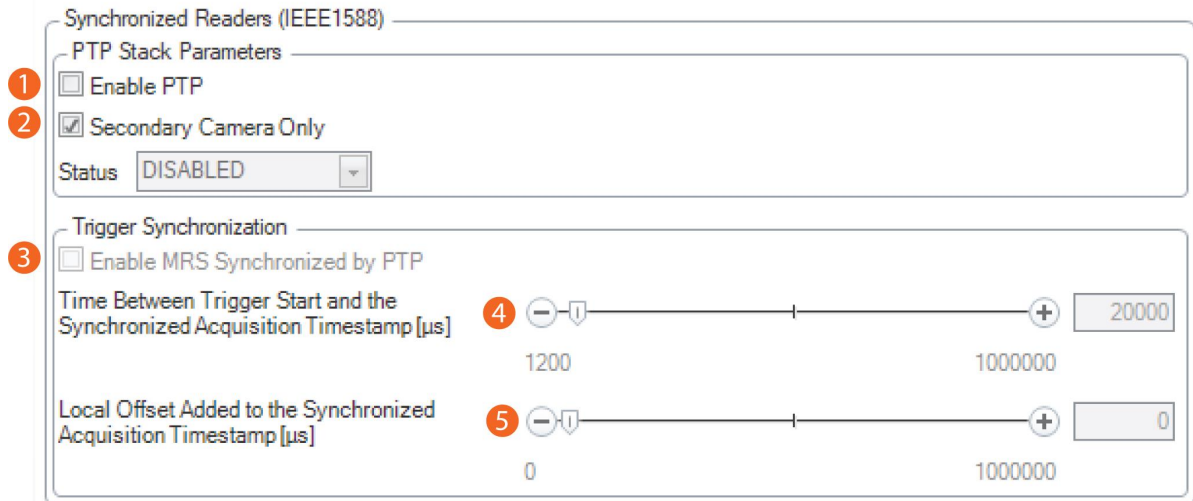 Synchronized Readers (IEEE1588)
PTP Stack Parameters
1 Enable PTP
2 Secondary Camera Only
Status DISABLED
Trigger Synchronization
3 Enable MRS Synchronized by PTP
Time Between Trigger Start and the
Synchronized Acquisition Timestamp [µs]
4 20000
1200 1000000
Local Offset Added to the Synchronized
Acquisition Timestamp [µs]
5 0
0 1000000